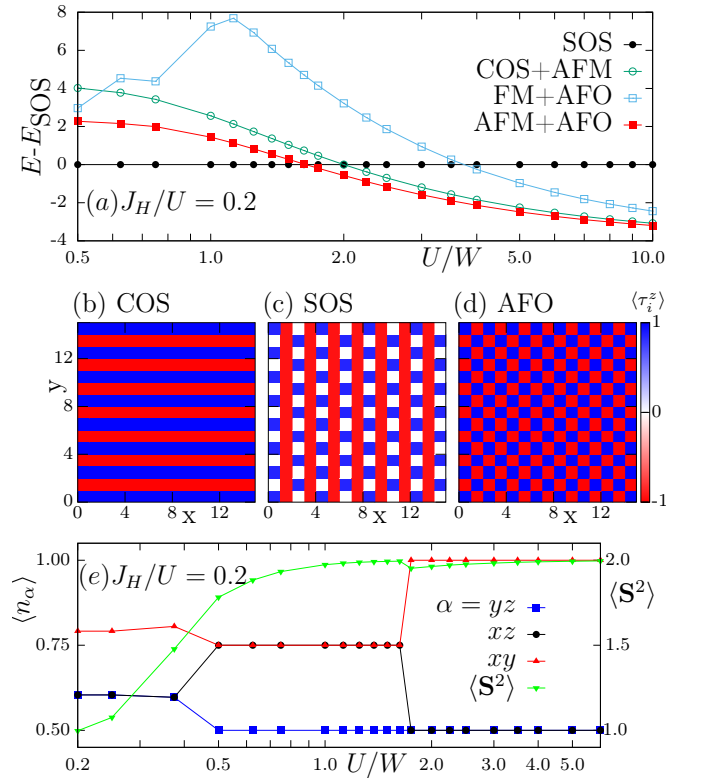 8
6
4
2
0
-2
-4
E-E_SOS
SOS
COS+AFM
FM+AFO
AFM+AFO
(a) J_H/U = 0.2
0.5 1.0 2.0 U/W 5.0 10.0
(b) COS (c) SOS (d) AFO ⟨τ_i^z⟩
12
8
4
0
y
1
0
-1
0 4 8 x 12 0 4 8 x 12 0 4 8 x 12
(e) J_H/U = 0.2
1.00
0.75
0.50
⟨n_α⟩
α = yz
xz
xy
⟨S²⟩
2.0
1.5
1.0
⟨S²⟩
0.2 0.5 1.0 U/W 2.0 3.0 4.0 5.0